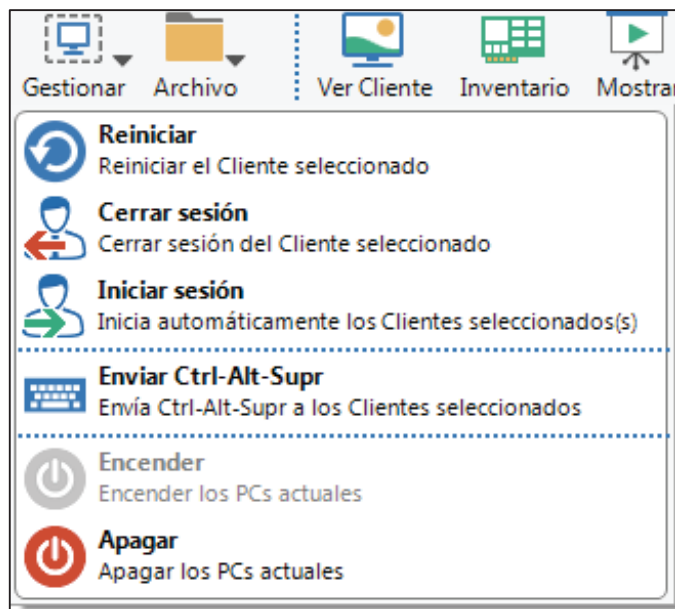 Gestionar Archivo Ver Cliente Inventario Mostrar
Reiniciar
Reiniciar el Cliente seleccionado
Cerrar sesión
Cerrar sesión del Cliente seleccionado
Iniciar sesión
Inicia automáticamente los Clientes seleccionados(s)
Enviar Ctrl-Alt-Supr
Envía Ctrl-Alt-Supr a los Clientes seleccionados
Encender
Encender los PCs actuales
Apagar
Apagar los PCs actuales